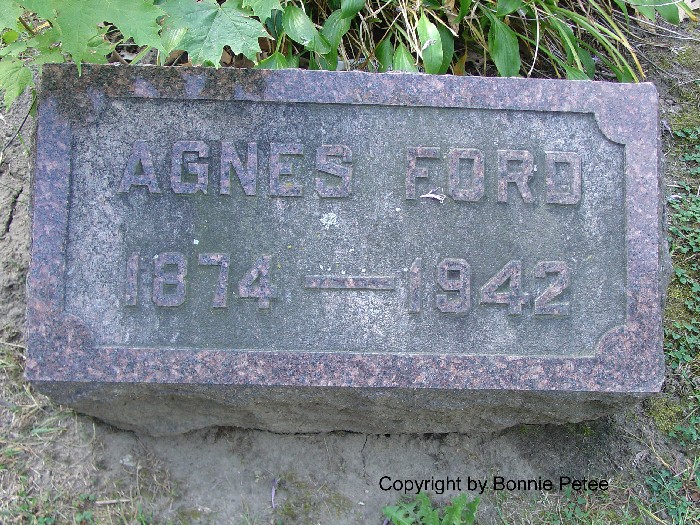 AGNES FORD
1874 — 1942
Copyright by Bonnie Petee